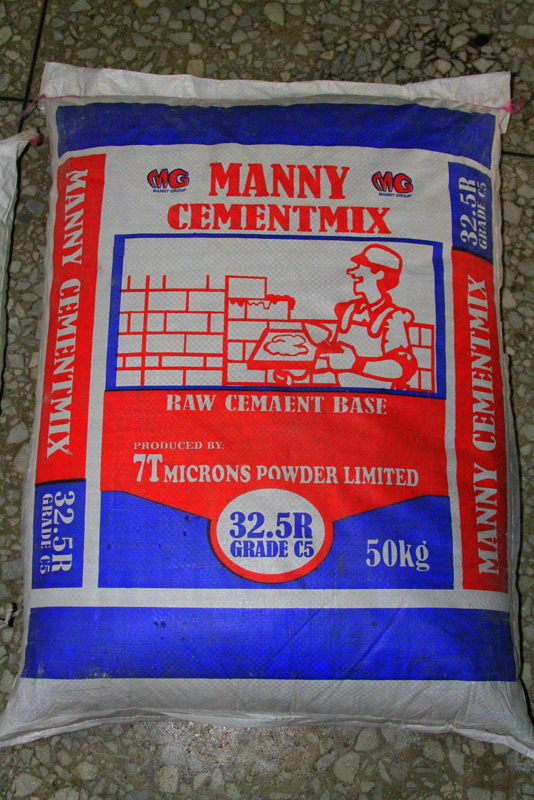 MG
MANNY GROUP
MANNY
CEMENTMIX
MG
MANNY GROUP
RAW CEMAENT BASE
PRODUCED BY:
7T MICRONS POWDER LIMITED
32.5R
GRADE C5
50kg
MANNY CEMENTMIX
32.5R
GRADE C5
32.5R
GRADE C5
MANNY CEMENTMIX